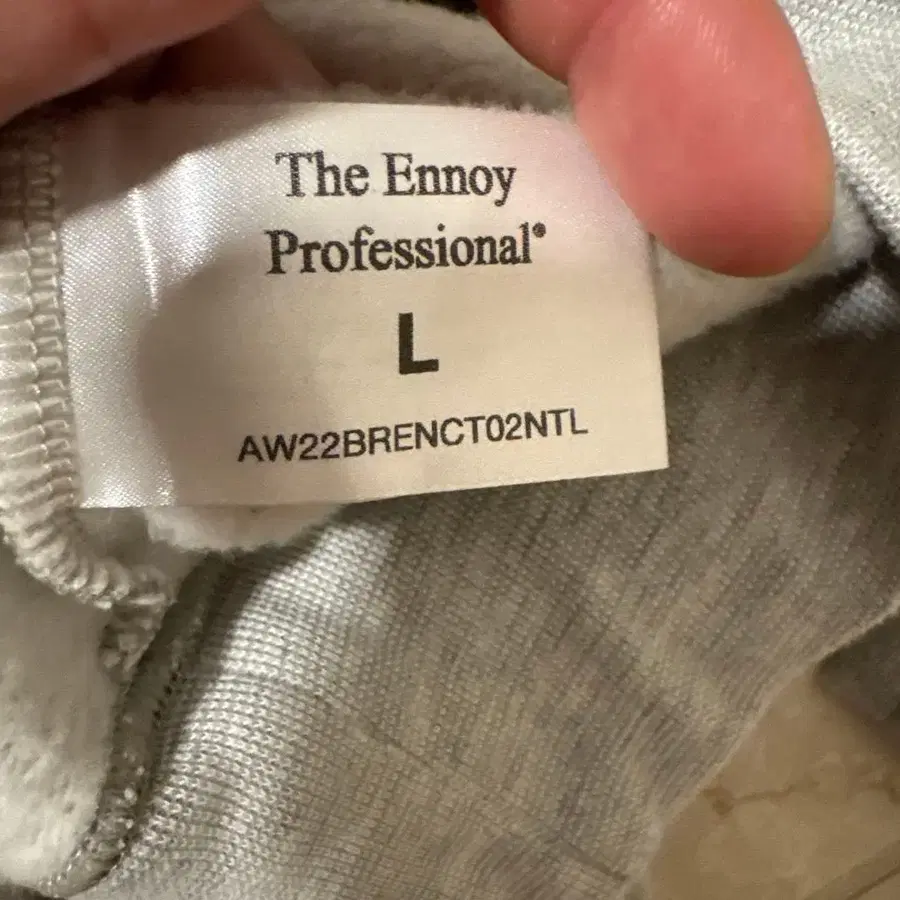 The Ennoy
Professional®
L
AW22BRENCT02NTL